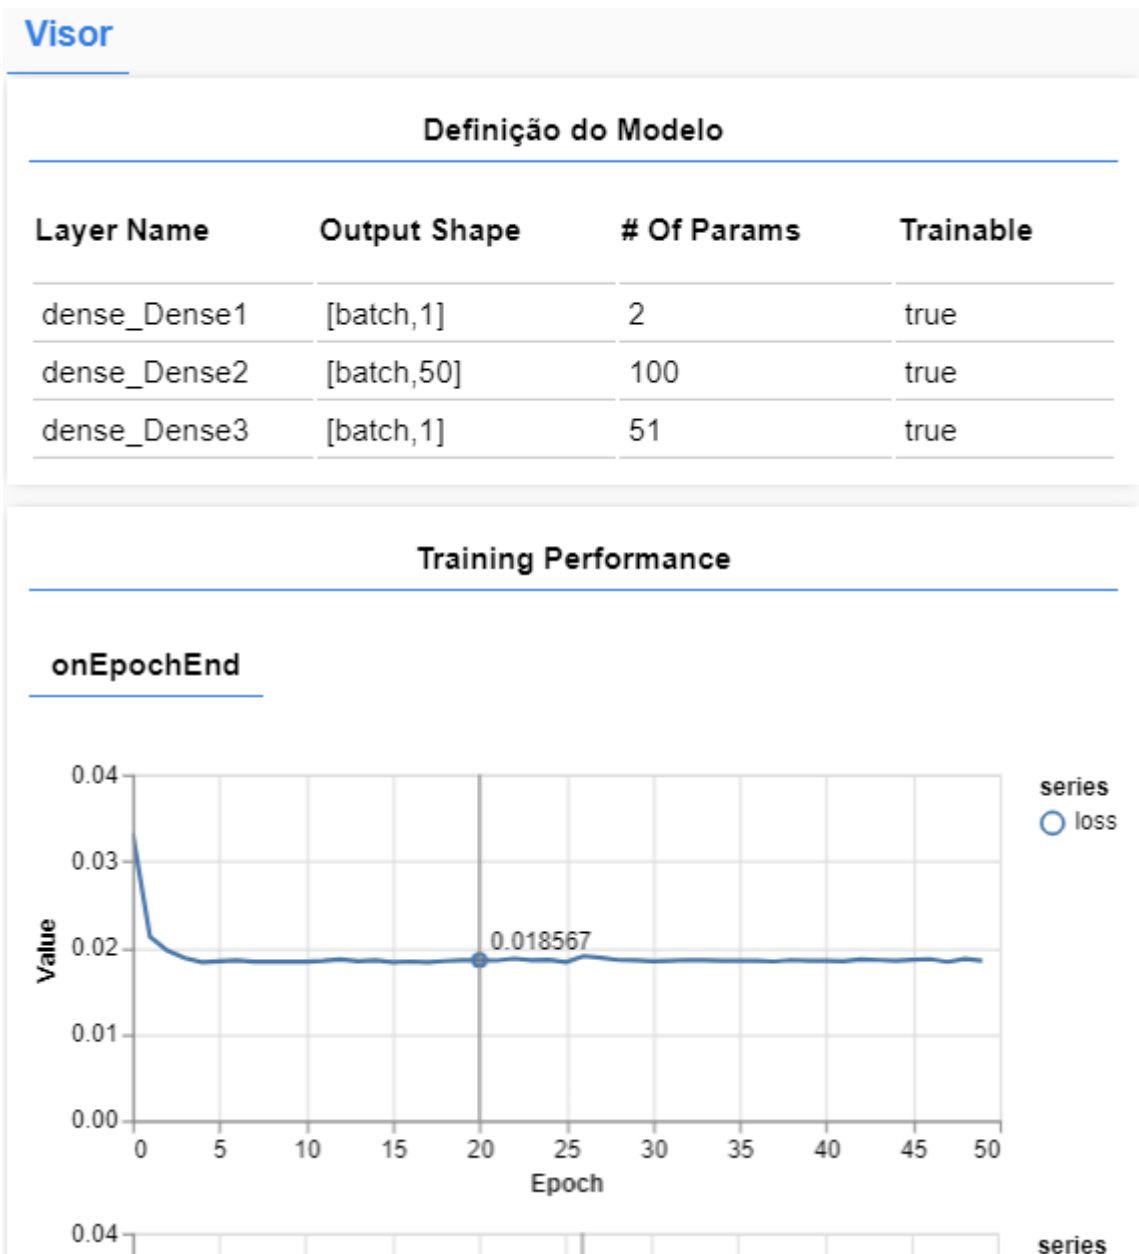 Visor
Definição do Modelo
Layer Name Output Shape # Of Params Trainable
dense_Dense1 [batch,1] 2 true
dense_Dense2 [batch,50] 100 true
dense_Dense3 [batch,1] 51 true
Training Performance
onEpochEnd
0.04
0.03
0.02
0.01
0.00
Value
0.018567
0 5 10 15 20 25 30 35 40 45 50
Epoch
series
loss
0.04
series